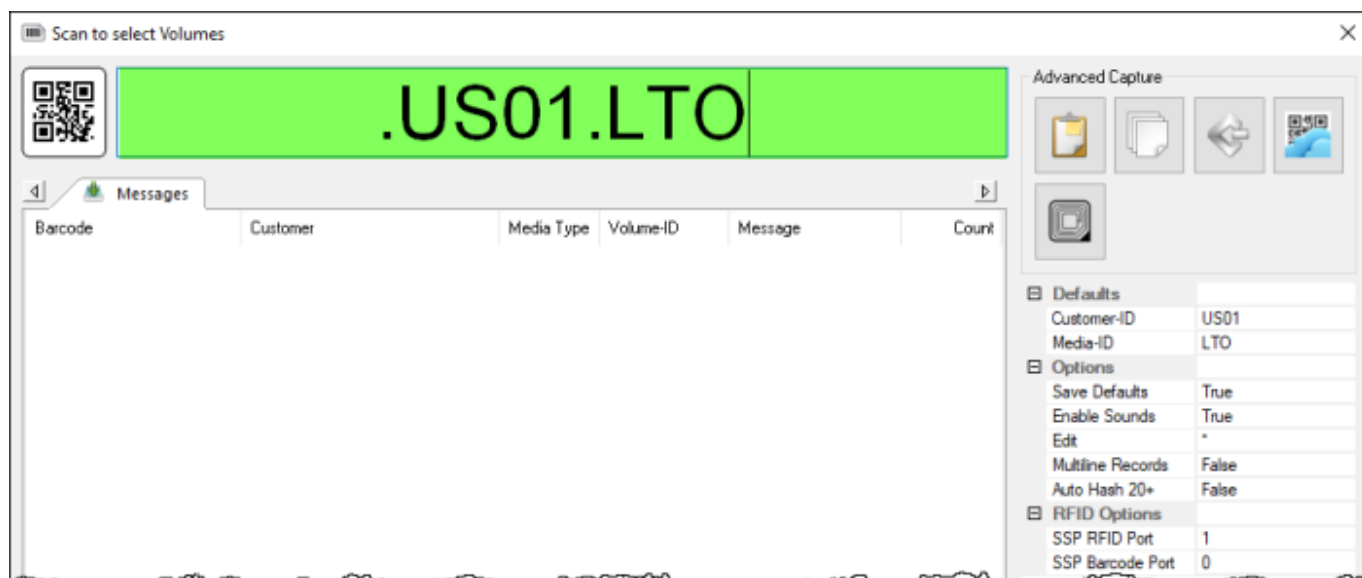 Scan to select Volumes
.US01.LTO
Advanced Capture
Messages
Barcode Customer Media Type Volume-ID Message Count
Defaults
Customer-ID US01
Media-ID LTO
Options
Save Defaults True
Enable Sounds True
Edit *
Multiline Records False
Auto Hash 20+ False
RFID Options
SSP RFID Port 1
SSP Barcode Port 0